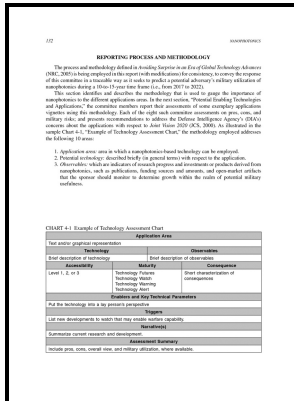 152
NANOPHOTONICS
REPORTING PROCESS AND METHODOLOGY
The process and methodology defined in Avoiding Surprise in an Era of Global Technology Advances
(NRC, 2005) is being employed in this report (with modifications) for consistency, to convey the response
of this committee in a traceable way as it seeks to predict a potential adversary's military utilization of
nanophotonics during a 10-to-15-year time frame (i.e., from 2017 to 2022).
This section identifies and describes the methodology that is used to gauge the importance of
nanophotonics to the different applications areas. In the next section, "Potential Enabling Technologies
and Applications," the committee members report their assessments of some exemplary applications
vignettes using this methodology. Each of the eight such assessments on pros, cons, and
military risks; and presents recommendations to address the Defense Intelligence Agency's (DIA's)
concerns about the applications with respect to Joint Vision 2020 (JCS, 2000). As illustrated in the
sample Chart 4-1, "Example of Technology Assessment Chart," the methodology employed addresses
the following 10 areas:
1. Application area: area in which a nanophotonics-based technology can be employed.
2. Potential technology: described briefly (in general terms) with respect to the application.
3. Observables: which are indicators of research progress and investments or products derived from
nanophotonics, such as publications, funding sources and amounts, and open-market artifacts
that the sponsor should monitor to determine growth within the realm of potential military
usefulness.
CHART 4-1 Example of Technology Assessment Chart
Application Area
Text and/or graphical representation
Technology Observables
Brief description of technology Brief description of observables
Accessibility Maturity Consequence
Level 1, 2, or 3 Technology Futures Short characterization of
Technology Watch consequences
Technology Warning
Technology Alert
Enablers and Key Technical Parameters
Put the technology into a lay person's perspective
Triggers
List new developments to watch that may enable warfare capability.
Narrative(s)
Summarize current research and development.
Assessment Summary
Include pros, cons, overall view, and military utilization, where available.